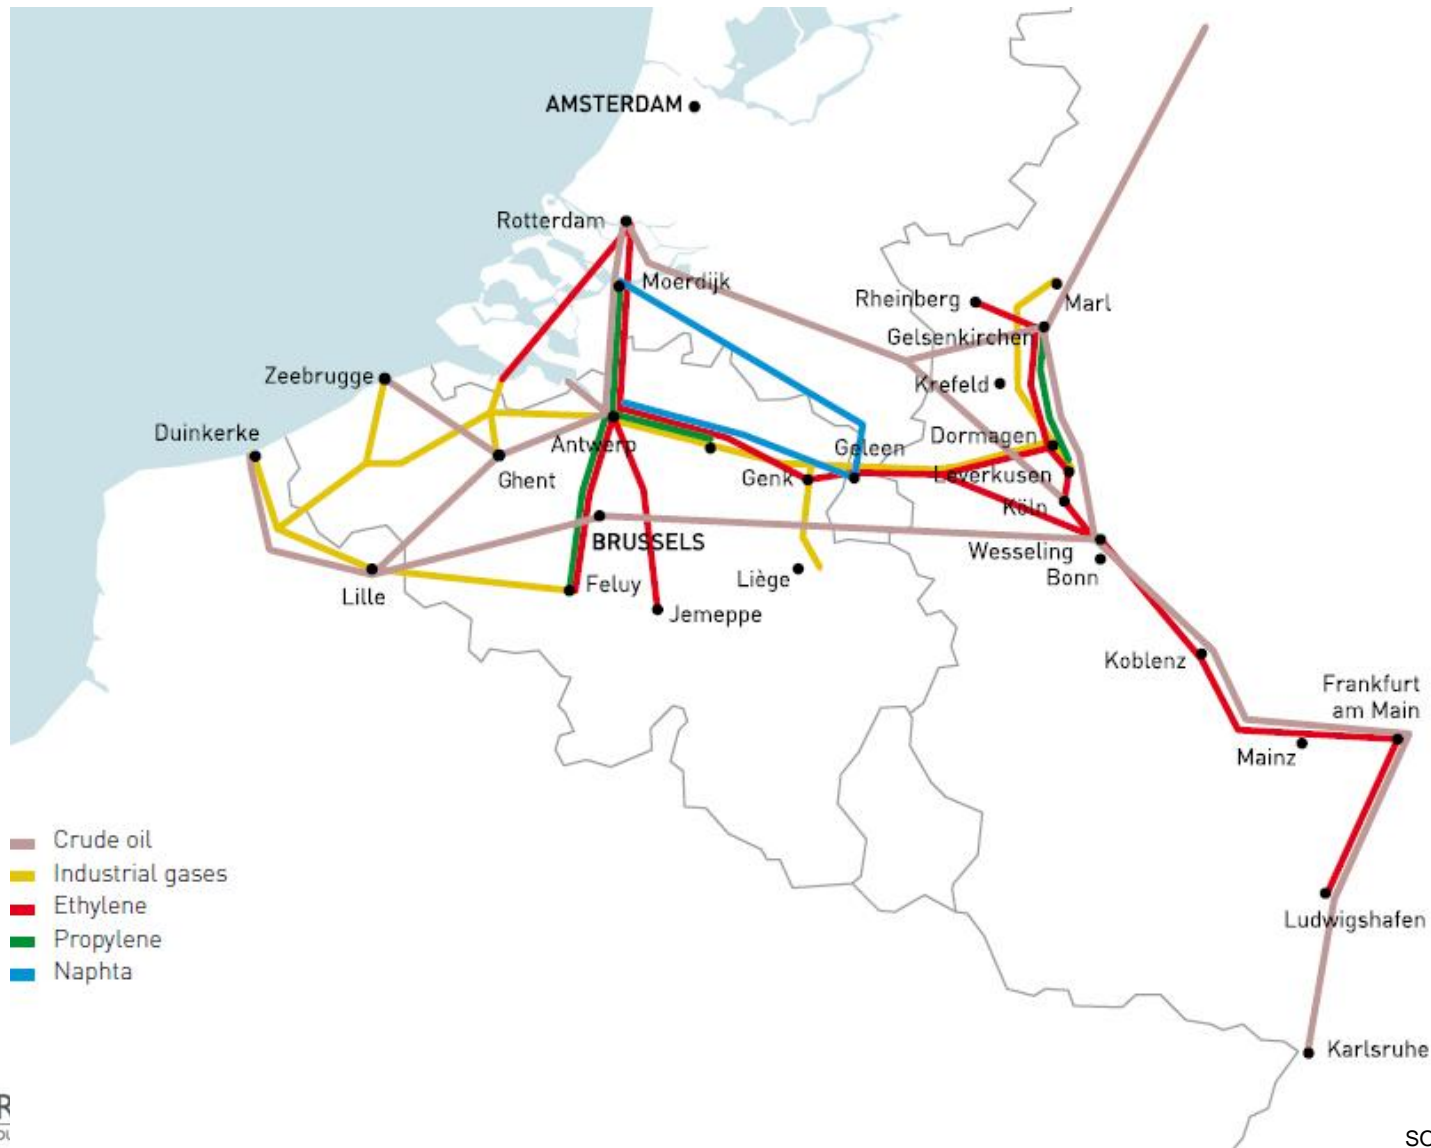 AMSTERDAM
Rotterdam
Moerdijk
Rheinberg
Marl
Gelsenkirchen
Zeebrugge
Krefeld
Duinkerke
Antwerp
Geleen
Dormagen
Ghent
Genk
Leverkusen
Köln
BRUSSELS
Wesseling
Bonn
Liège
Lille
Feluy
Jemeppe
Koblenz
Frankfurt
am Main
Mainz
Crude oil
Industrial gases
Ethylene
Propylene
Naphta
Ludwigshafen
Karlsruhe
R
SC